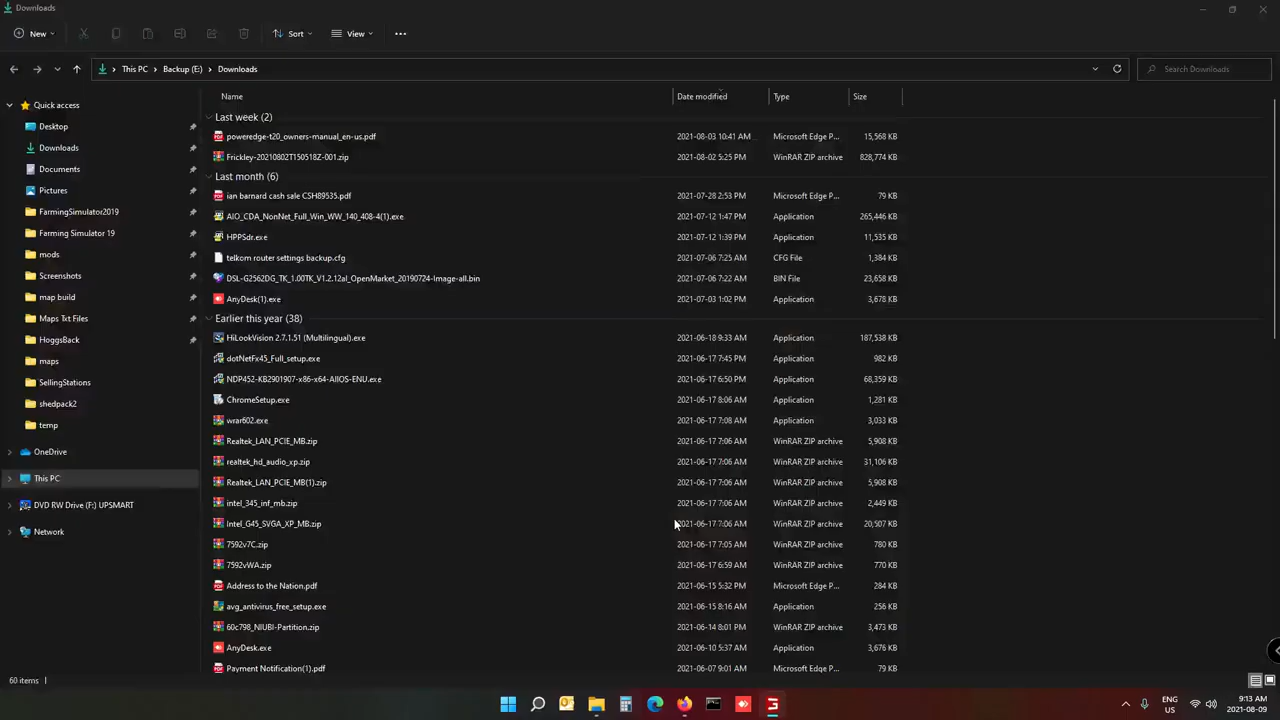 Downloads
New Sort View
This PC Backup (E:) Downloads Search Downloads
Name Date modified Type Size
Quick access
Desktop
Downloads
Documents
Pictures
FarmingSimulator2019
Farming Simulator 19
mods
Screenshots
map build
Maps Txt Files
HoggsBack
maps
SellingStations
shedpack2
temp
OneDrive
This PC
DVD RW Drive (F:) UPSMART
Network
Last week (2)
poweredge-t20_owners-manual_en-us.pdf 2021-08-03 10:41 AM Microsoft Edge P... 15,568 KB
Frickley-20210802T150518Z-001.zip 2021-08-02 5:25 PM WinRAR ZIP archive 828,774 KB
Last month (6)
ian barnard cash sale CSH89535.pdf 2021-07-28 2:53 PM Microsoft Edge P... 79 KB
AIO_CDA_NonNet_Full_Win_WW_140_408-4(1).exe 2021-07-12 1:47 PM Application 265,446 KB
HPPSdr.exe 2021-07-12 1:39 PM Application 11,535 KB
telkom router settings backup.cfg 2021-07-06 7:25 AM CFG File 1,384 KB
DSL-G2562DG_TK_1.00TK_V1.2.12al_OpenMarket_20190724-Image-all.bin 2021-07-06 7:22 AM BIN File 23,658 KB
AnyDesk(1).exe 2021-07-03 1:02 PM Application 3,678 KB
Earlier this year (38)
HiLookVision 2.7.1.51 (Multilingual).exe 2021-06-18 9:33 AM Application 187,538 KB
dotNetFx45_Full_setup.exe 2021-06-17 7:45 PM Application 982 KB
NDP452-KB2901907-x86-x64-AllOS-ENU.exe 2021-06-17 6:50 PM Application 68,359 KB
ChromeSetup.exe 2021-06-17 8:06 AM Application 1,281 KB
wrar602.exe 2021-06-17 7:08 AM Application 3,033 KB
Realtek_LAN_PCIE_MB.zip 2021-06-17 7:06 AM WinRAR ZIP archive 5,908 KB
realtek_hd_audio_xp.zip 2021-06-17 7:06 AM WinRAR ZIP archive 31,106 KB
Realtek_LAN_PCIE_MB(1).zip 2021-06-17 7:06 AM WinRAR ZIP archive 5,908 KB
intel_345_inf_mb.zip 2021-06-17 7:06 AM WinRAR ZIP archive 2,449 KB
Intel_G45_SVGA_XP_MB.zip 2021-06-17 7:06 AM WinRAR ZIP archive 20,507 KB
7592v7C.zip 2021-06-17 7:05 AM WinRAR ZIP archive 780 KB
7592vWA.zip 2021-06-17 6:59 AM WinRAR ZIP archive 770 KB
Address to the Nation.pdf 2021-06-15 5:32 PM Microsoft Edge P... 284 KB
avg_antivirus_free_setup.exe 2021-06-15 8:16 AM Application 256 KB
60c798_NIUBI-Partition.zip 2021-06-14 8:01 PM WinRAR ZIP archive 3,473 KB
AnyDesk.exe 2021-06-10 5:37 AM Application 3,676 KB
Payment Notification(1).pdf 2021-06-07 9:01 AM Microsoft Edge P... 79 KB
60 items
ENG
US
9:13 AM
2021-08-09